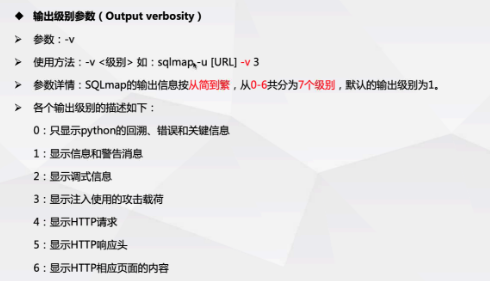 ◆ 输出级别参数（Output verbosity）
➢ 参数：-v
➢ 使用方法：-v <级别> 如：sqlmap -u [URL] -v 3
➢ 参数详情：SQLmap的输出信息按从简到繁，从0-6共分为7个级别，默认的输出级别为1。
➢ 各个输出级别的描述如下：
0：只显示python的回溯、错误和关键信息
1：显示信息和警告消息
2：显示调式信息
3：显示注入使用的攻击载荷
4：显示HTTP请求
5：显示HTTP响应头
6：显示HTTP相应页面的内容